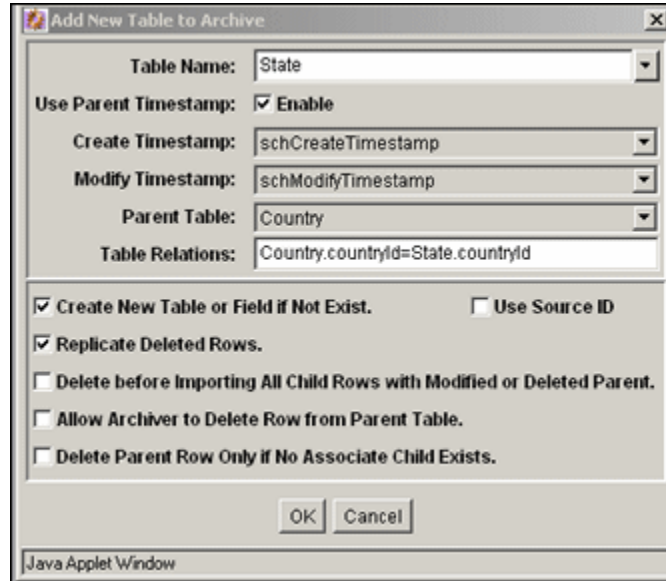 Add New Table to Archive
Table Name: State
Use Parent Timestamp: Enable
Create Timestamp: schCreateTimestamp
Modify Timestamp: schModifyTimestamp
Parent Table: Country
Table Relations: Country.countryId=State.countryId
Create New Table or Field if Not Exist. Use Source ID
Replicate Deleted Rows.
Delete before Importing All Child Rows with Modified or Deleted Parent.
Allow Archiver to Delete Row from Parent Table.
Delete Parent Row Only if No Associate Child Exists.
OK Cancel
Java Applet Window